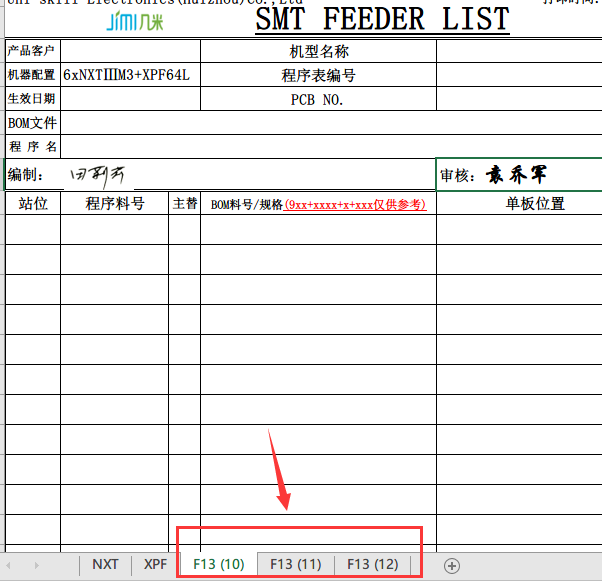 Uni skill Electronics(Huizhou)Co.,Ltd
打印时间:
JiMi几米
SMT FEEDER LIST
产品客户 机型名称
机器配置 6xNXTⅢM3+XPF64L 程序表编号
生效日期 PCB NO.
BOM文件
程 序 名
编制: 审核: 袁乔军
站位 程序料号 主替 BOM料号/规格(9xx+xxxx+x+xxx仅供参考) 单板位置
NXT XPF F13 (10) F13 (11) F13 (12)